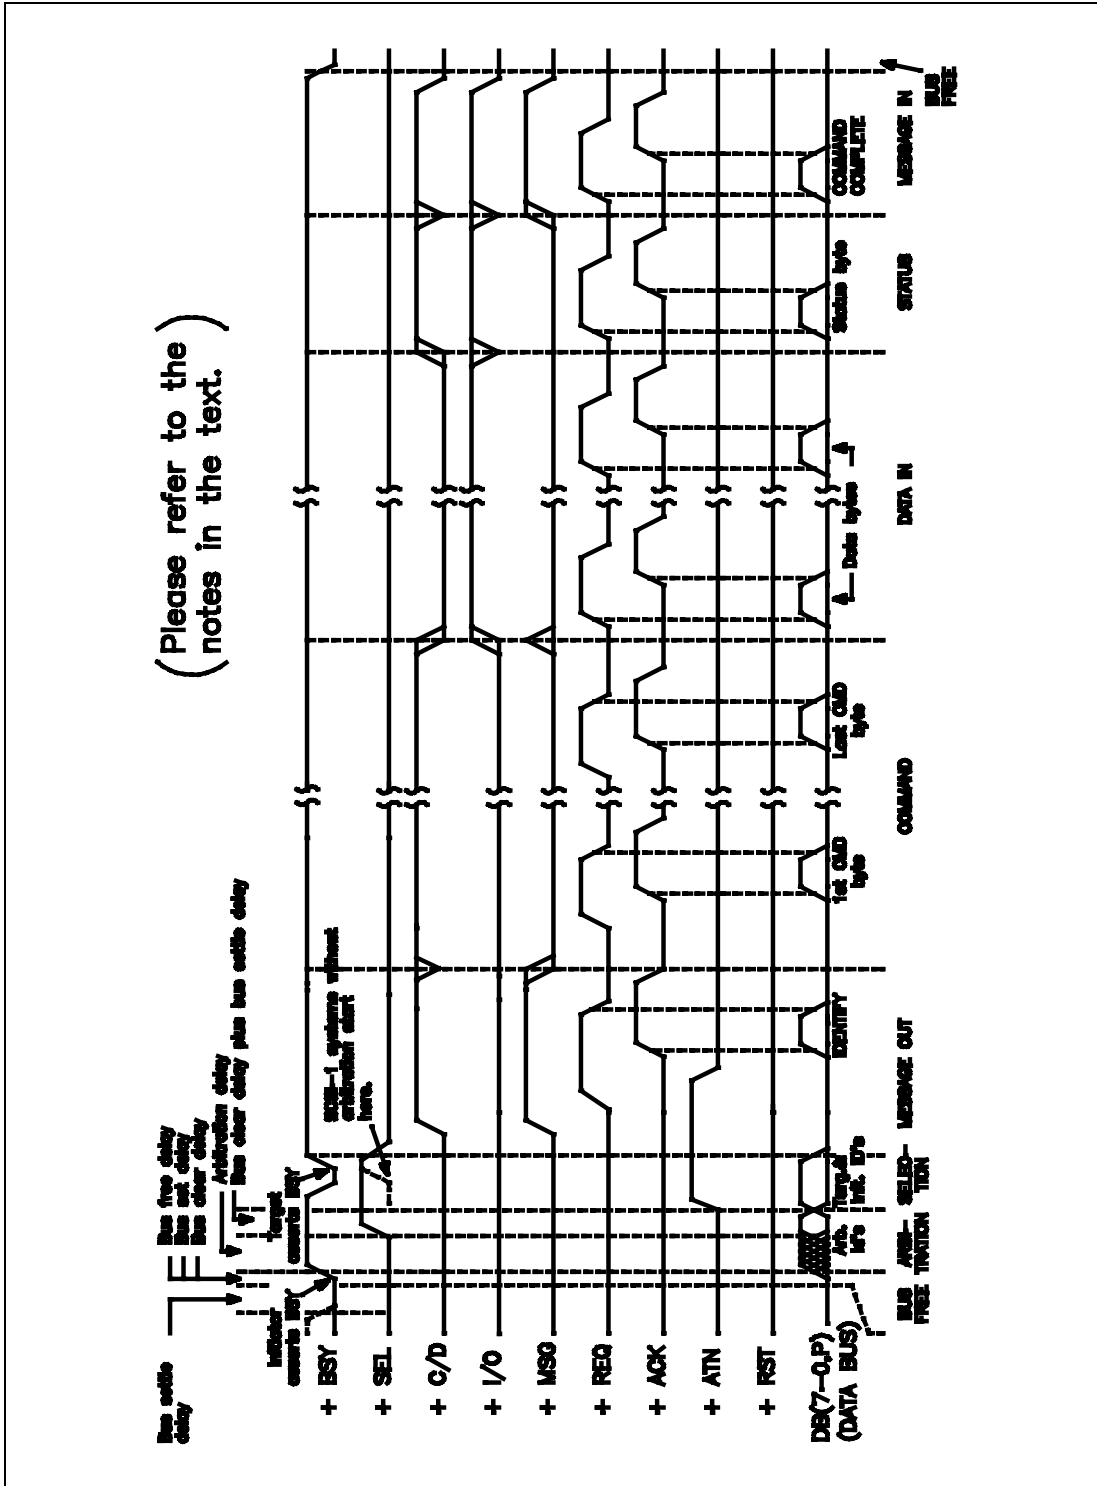 (Please refer to the
notes in the text.)
Bus settle
delay
Bus free delay
Bus set delay
Bus clear delay
Arbitration delay
Bus clear delay plus bus settle delay
Initiator
asserts BSY
Target
asserts BSY
SCSI-1 systems without
arbitration start
here.
+ BSY
+ SEL
+ C/D
+ I/O
+ MSG
+ REQ
+ ACK
+ ATN
+ RST
DB(7-0,P)
(DATA BUS)
Arb.
Id's
Targ.&
Init. ID's
IDENTIFY
1st CMD
byte
Last CMD
byte
Data bytes
Status byte
COMMAND
COMPLETE
BUS
FREE
ARBI-
TRATION
SELEC-
TION
MESSAGE OUT
COMMAND
DATA IN
STATUS
MESSAGE IN
BUS
FREE